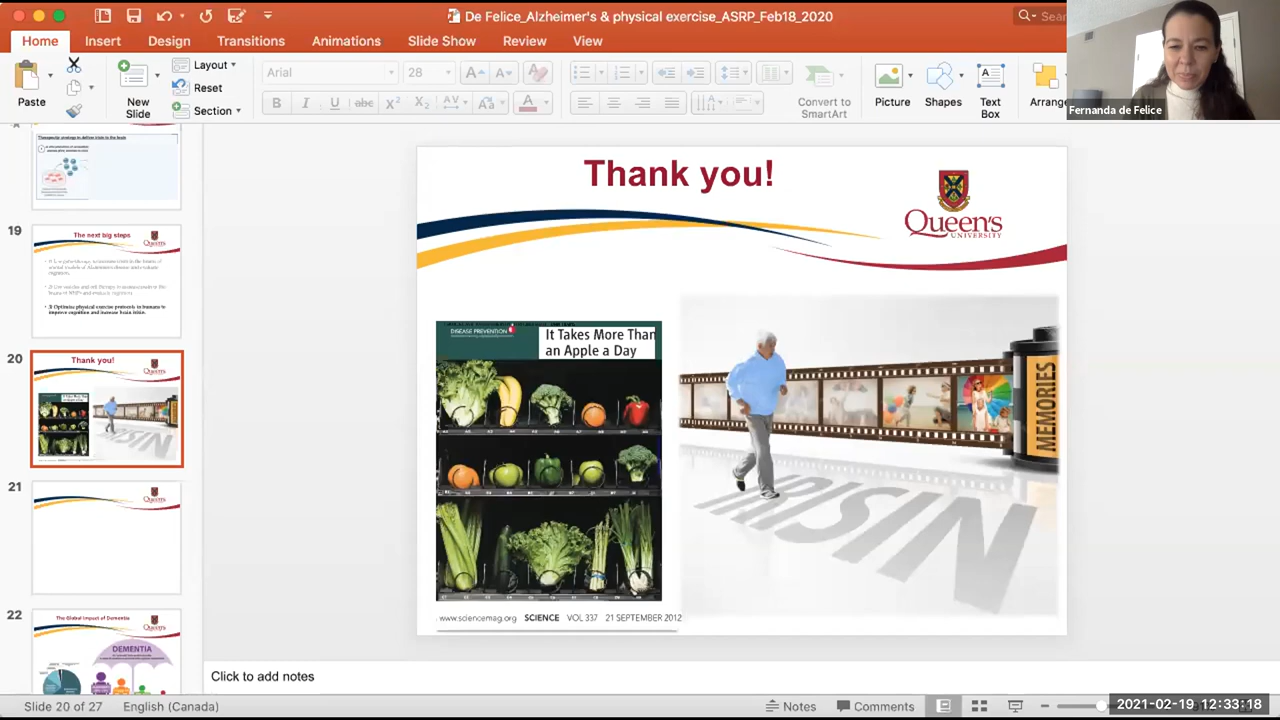 De Felice_Alzheimer's & physical exercise_ASRP_Feb18_2020
Home Insert Design Transitions Animations Slide Show Review View
Paste
New
Slide
Layout
Reset
Section
Arial
28
Convert to
SmartArt
Picture
Shapes
Text
Box
Arrange
Fernanda de Felice
19
The next big steps
Queen's
20
Thank you!
Queen's
21
Queen's
22
The Global Impact of Dementia
Queen's
DEMENTIA
Thank you!
Queen's
UNIVERSITY
DISEASE PREVENTION
It Takes More Than
an Apple a Day
MEMORIES
IRISIN
www.sciencemag.org SCIENCE VOL 337 21 SEPTEMBER 2012
Click to add notes
Slide 20 of 27 English (Canada)
Notes Comments
2021-02-19 12:33:18